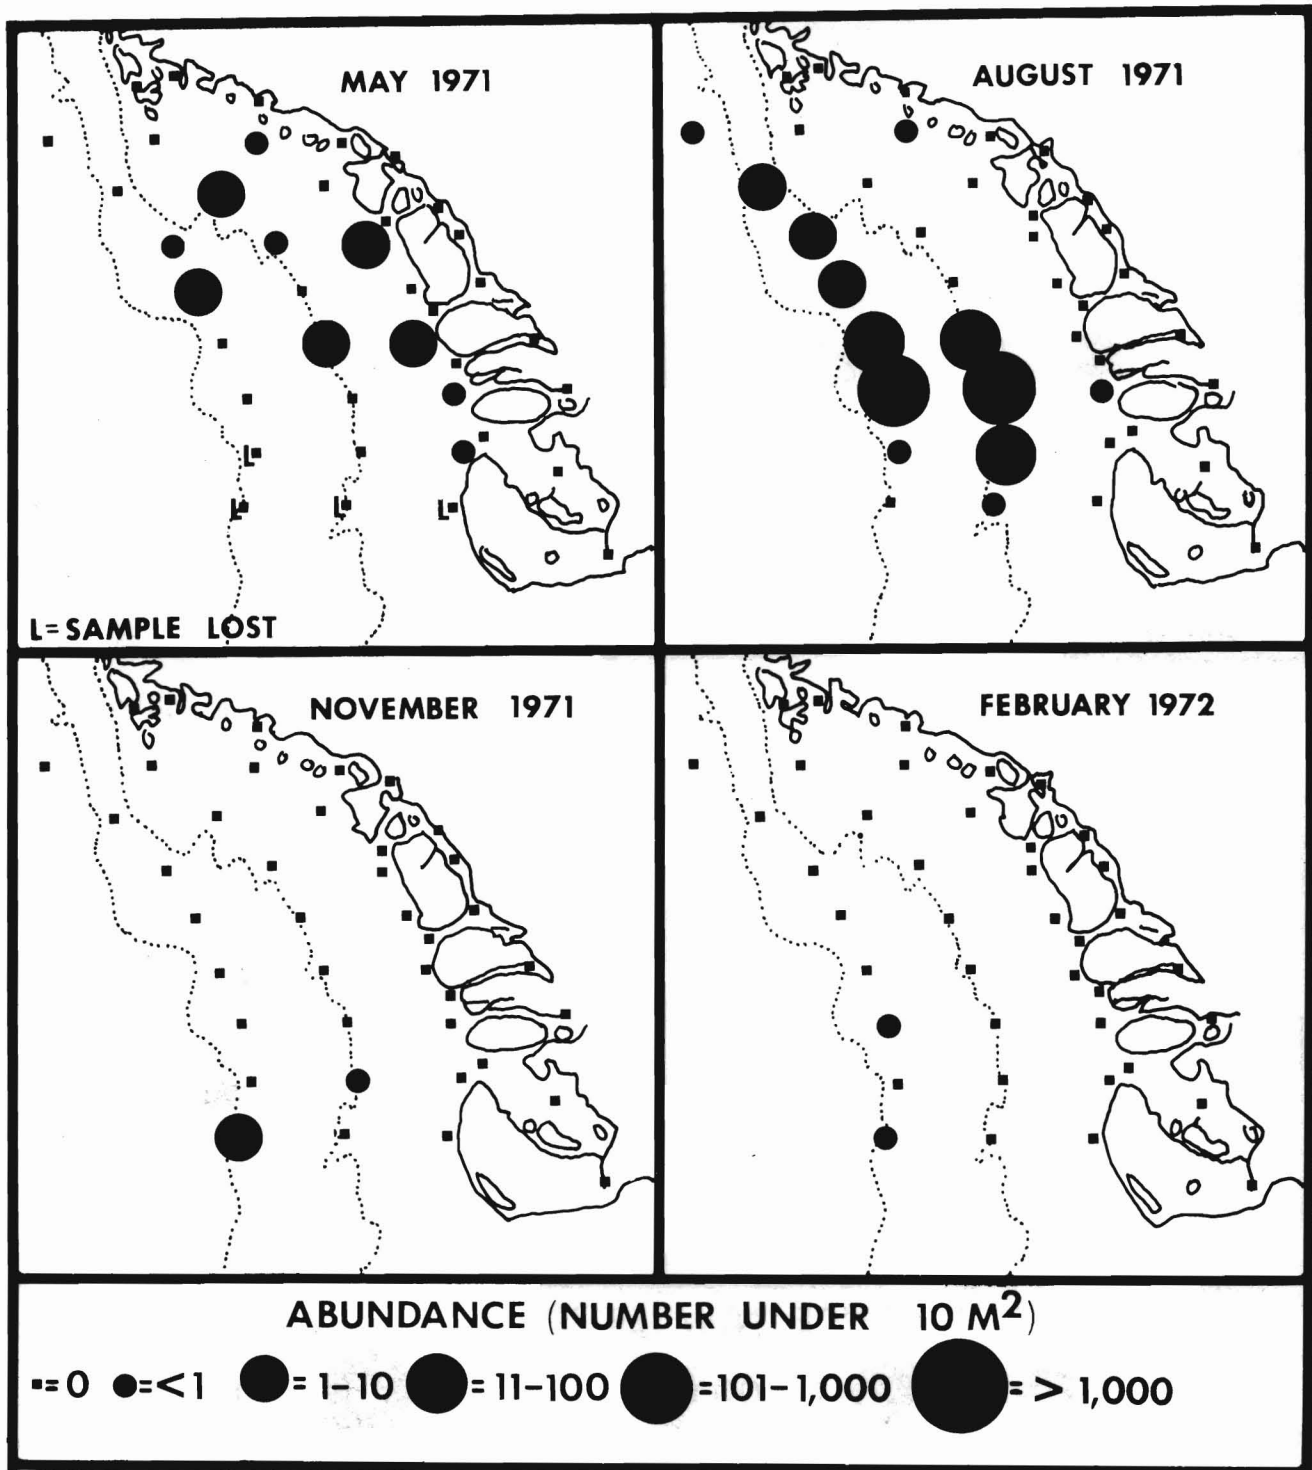 MAY 1971
AUGUST 1971
L
L
L
L
L=SAMPLE LOST
NOVEMBER 1971
FEBRUARY 1972
ABUNDANCE (NUMBER UNDER 10 M²)
=0 =<1 =1-10 =11-100 =101-1,000 => 1,000